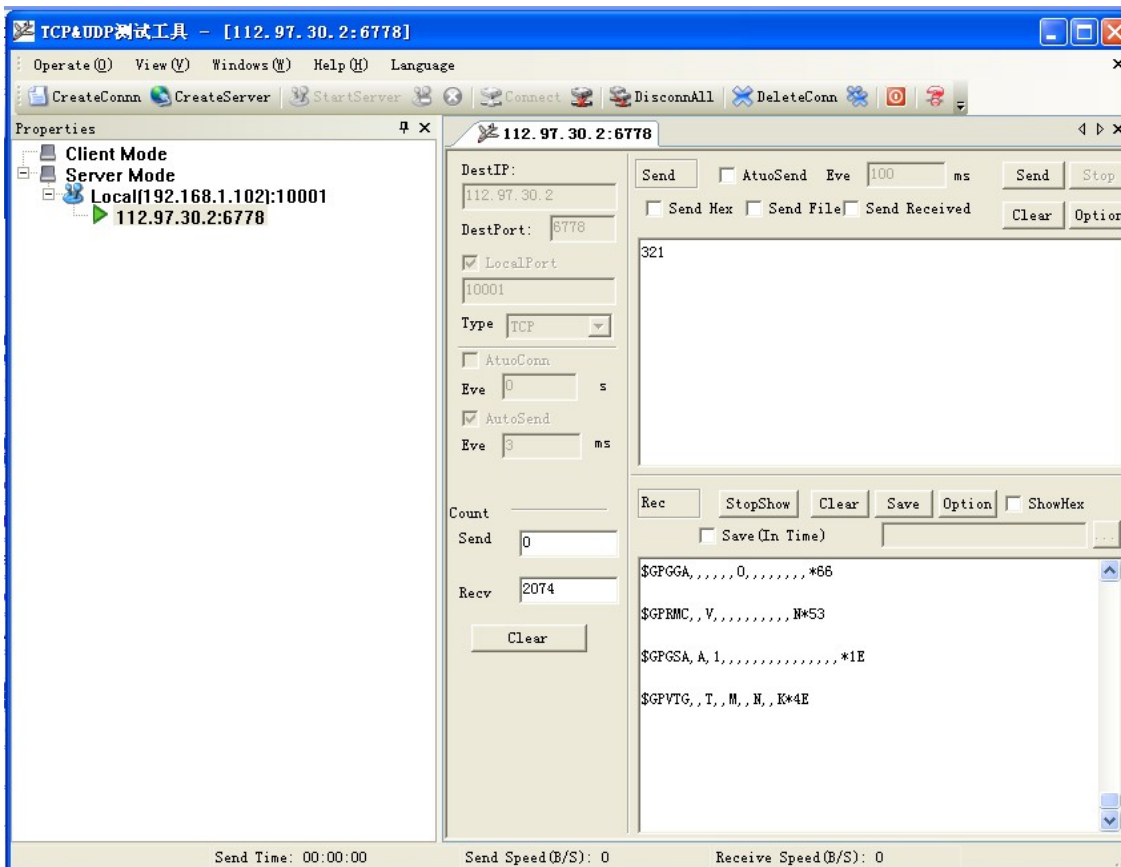 TCP&UDP测试工具 - [112.97.30.2:6778]
Operate(O) View(V) Windows(W) Help(H) Language
CreateConnn CreateServer StartServer Connect DisconnAll DeleteConn
Properties
Client Mode
Server Mode
Local(192.168.1.102):10001
112.97.30.2:6778
112.97.30.2:6778
DestIP:
112.97.30.2
DestPort: 6778
LocalPort
10001
Type TCP
AtuoConn
Eve 0 s
AutoSend
Eve 3 ms
Count
Send 0
Recv 2074
Clear
Send AtuoSend Eve 100 ms Send Stop
Send Hex Send File Send Received Clear Option
321
Rec StopShow Clear Save Option ShowHex
Save(In Time) ...
$GPGGA,,,,,,0,,,,,,,,*66
$GPRMC,,V,,,,,,,,,,N*53
$GPGSA,A,1,,,,,,,,,,,,,,,*1E
$GPVTG,,T,,M,,N,,K*4E
Send Time: 00:00:00 Send Speed(B/S): 0 Receive Speed(B/S): 0